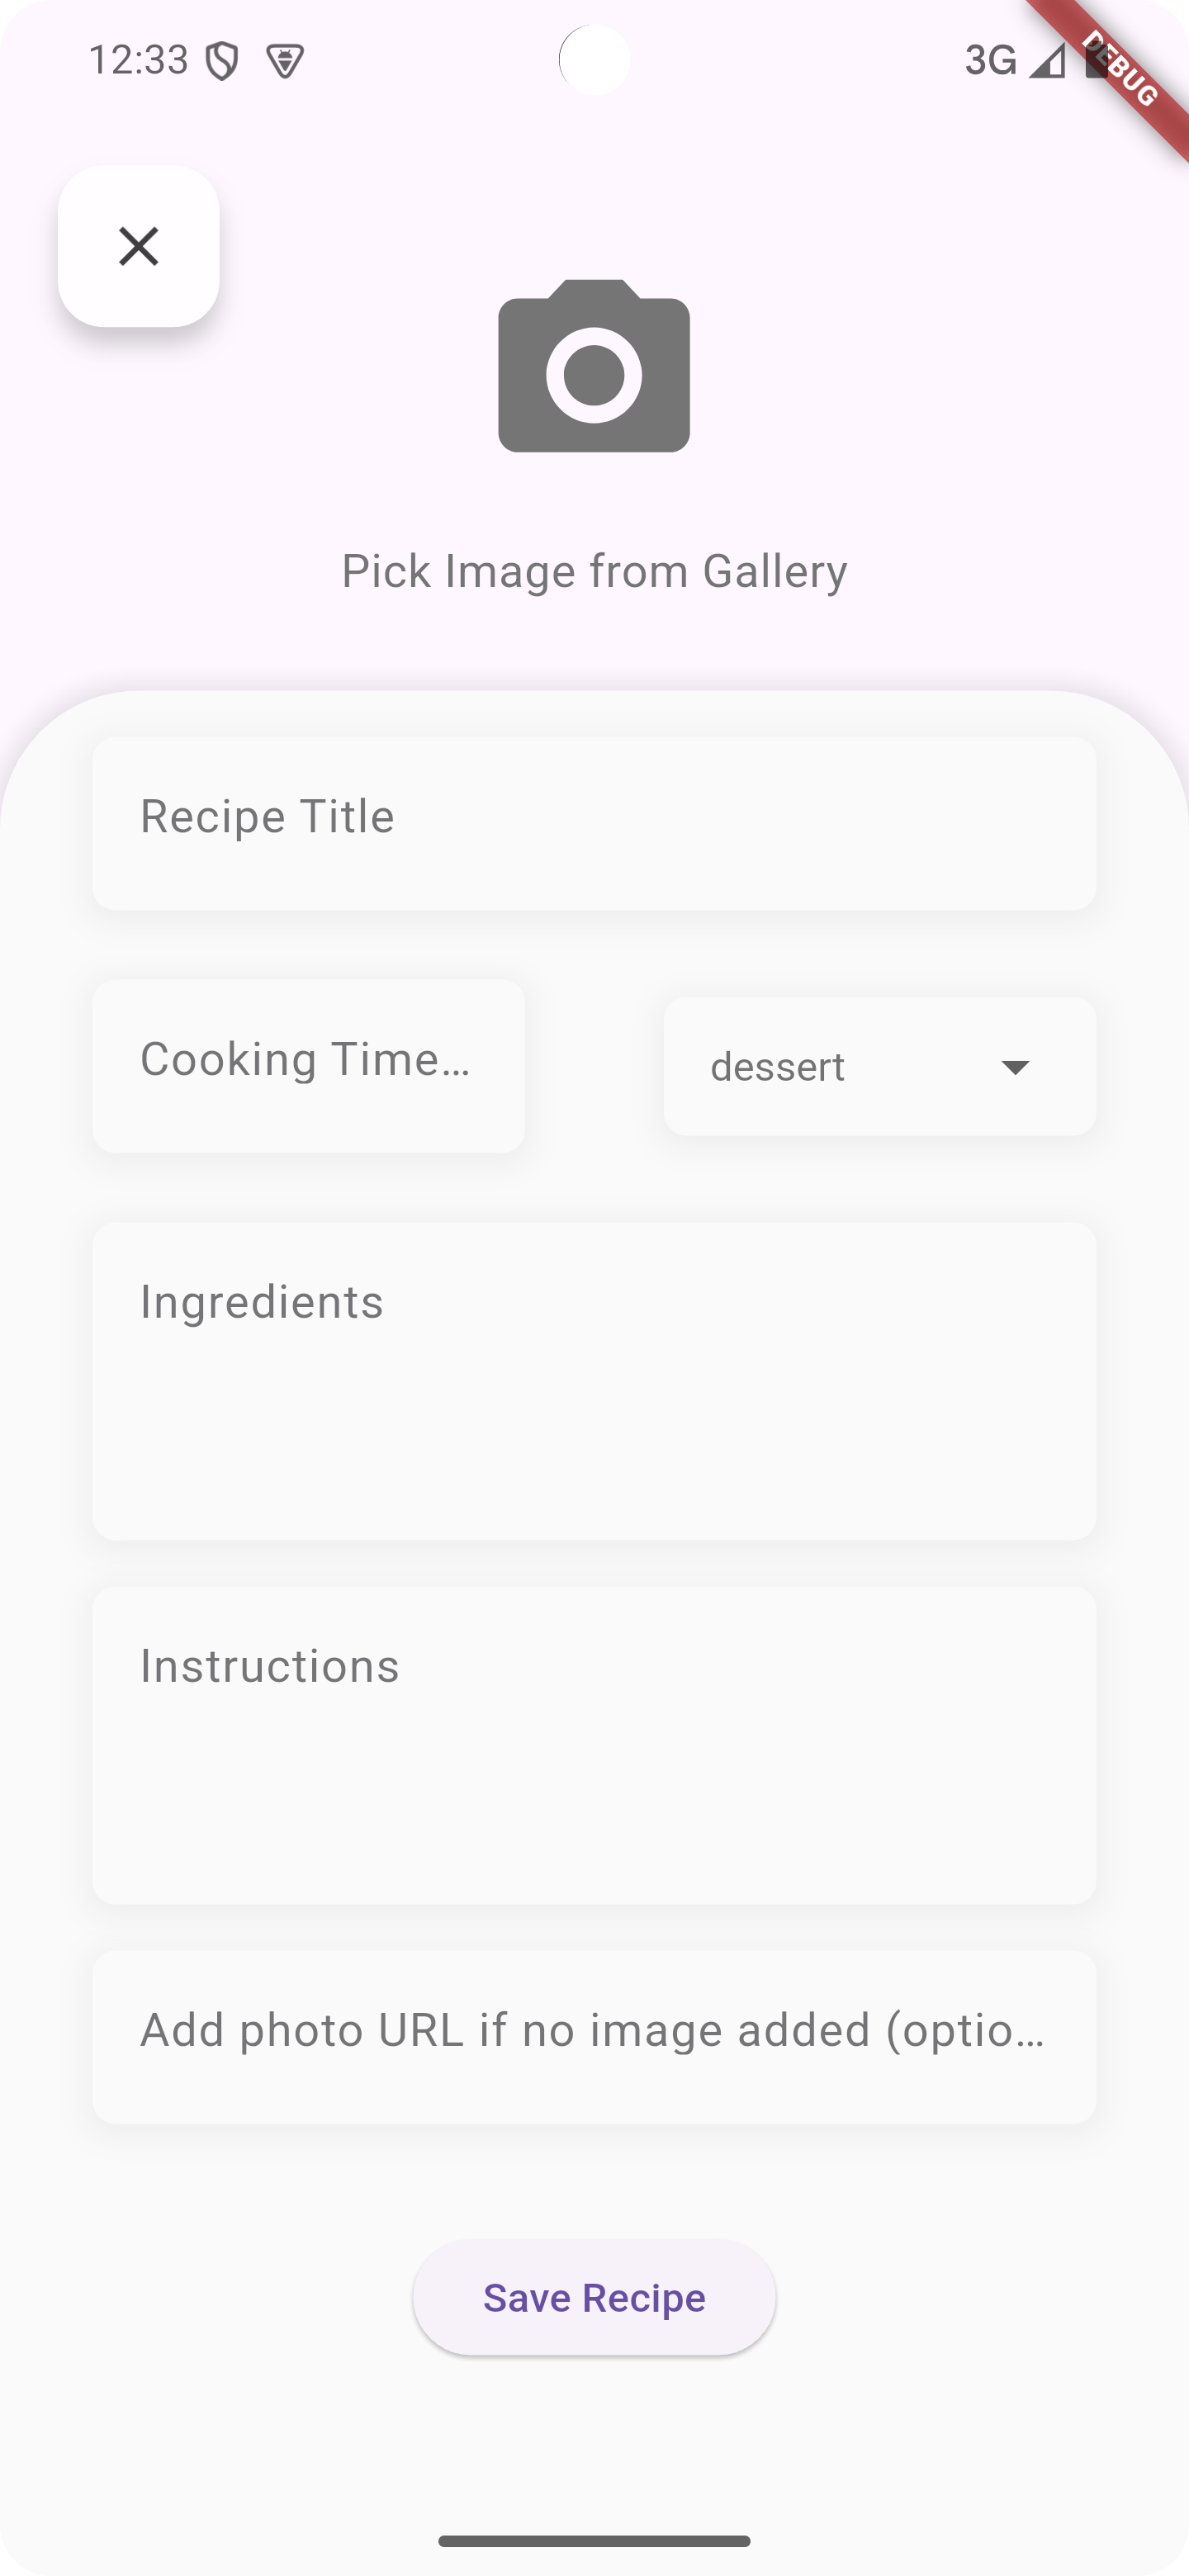 12:33
3G
DEBUG
Pick Image from Gallery
Recipe Title
Cooking Time...
dessert
Ingredients
Instructions
Add photo URL if no image added (optio...
Save Recipe